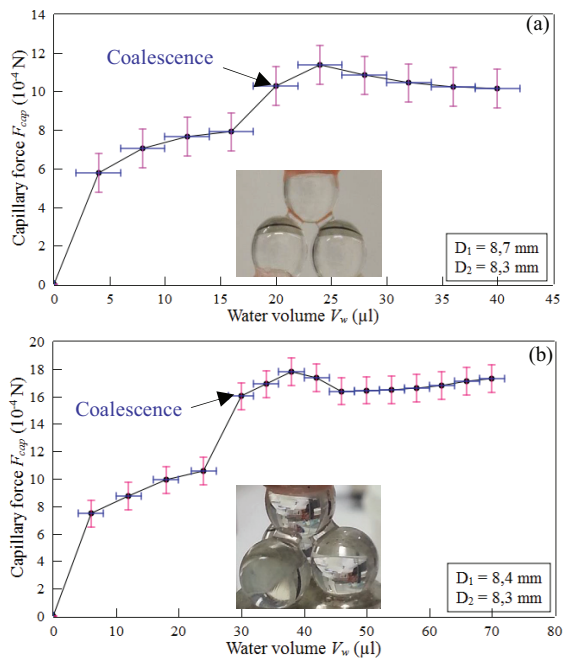 (a)
14
12
10
8
6
4
2
0
Capillary force F_cap (10⁻⁴ N)
Coalescence
D₁ = 8,7 mm
D₂ = 8,3 mm
0 5 10 15 20 25 30 35 40 45
Water volume V_w (µl)
(b)
20
18
16
14
12
10
8
6
4
2
0
Capillary force F_cap (10⁻⁴ N)
Coalescence
D₁ = 8,4 mm
D₂ = 8,3 mm
0 10 20 30 40 50 60 70 80
Water volume V_w (µl)